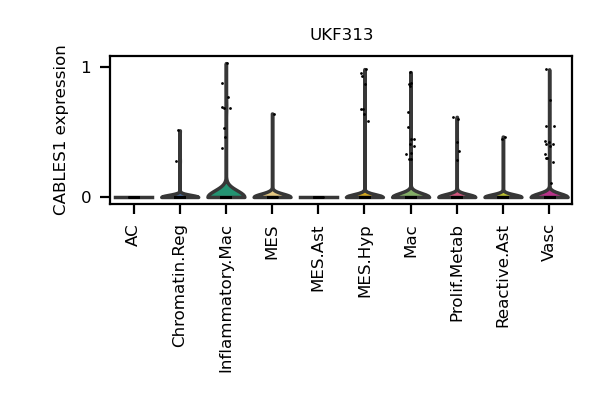 UKF313
CABLES1 expression
1
0
AC
Chromatin.Reg
Inflammatory.Mac
MES
MES.Ast
MES.Hyp
Mac
Prolif.Metab
Reactive.Ast
Vasc